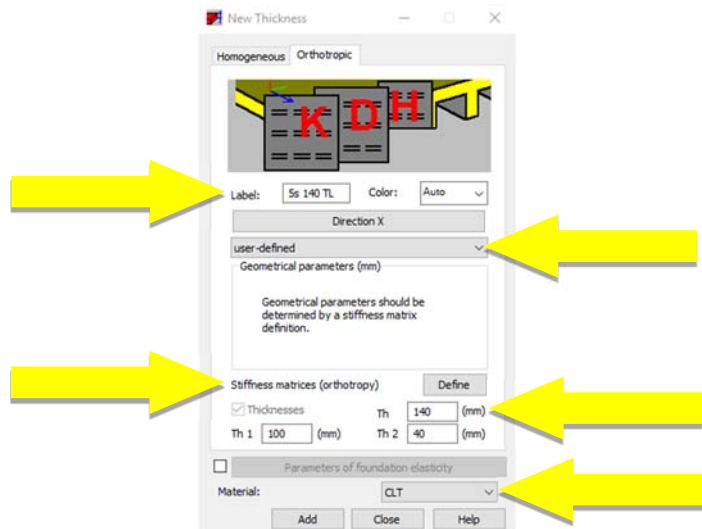 New Thickness
Homogeneous Orthotropic
K D H
Label: 5s 140 TL Color: Auto
Direction X
user-defined
Geometrical parameters (mm)
Geometrical parameters should be
determined by a stiffness matrix
definition.
Stiffness matrices (orthotropy) Define
Thicknesses Th 140 (mm)
Th 1 100 (mm) Th 2 40 (mm)
Parameters of foundation elasticity
Material: CLT
Add Close Help